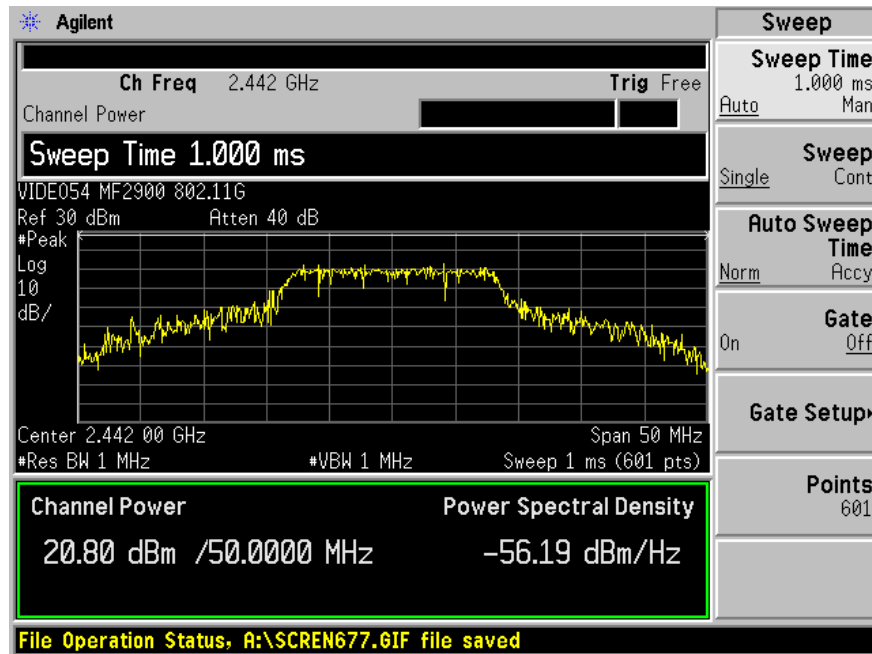 Agilent
Sweep
Ch Freq 2.442 GHz Trig Free
Channel Power
Sweep Time 1.000 ms
VIDEO54 MF2900 802.11G
Ref 30 dBm Atten 40 dB
#Peak
Log
10
dB/
Center 2.442 00 GHz Span 50 MHz
#Res BW 1 MHz #VBW 1 MHz Sweep 1 ms (601 pts)
Channel Power Power Spectral Density
20.80 dBm /50.0000 MHz -56.19 dBm/Hz
File Operation Status, A:\SCREN677.GIF file saved
Sweep Time
1.000 ms
Auto Man
Sweep
Single Cont
Auto Sweep
Time
Norm Accy
Gate
On Off
Gate Setup
Points
601